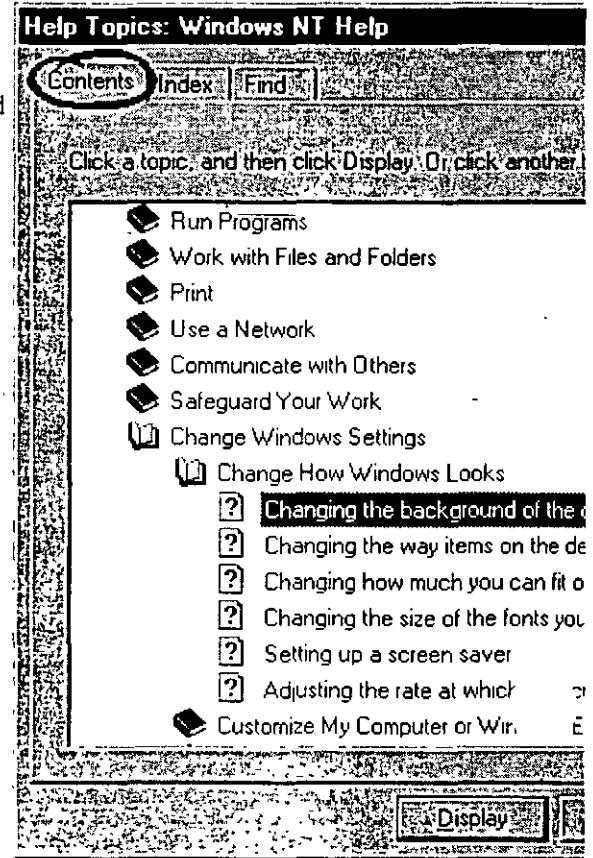 Help Topics: Windows NT Help
Contents Index Find
Click a topic, and then click Display. Or click another
Run Programs
Work with Files and Folders
Print
Use a Network
Communicate with Others
Safeguard Your Work
Change Windows Settings
Change How Windows Looks
? Changing the background of the
? Changing the way items on the de
? Changing how much you can fit o
? Changing the size of the fonts you
? Setting up a screen saver
? Adjusting the rate at which
Customize My Computer or Win
Display